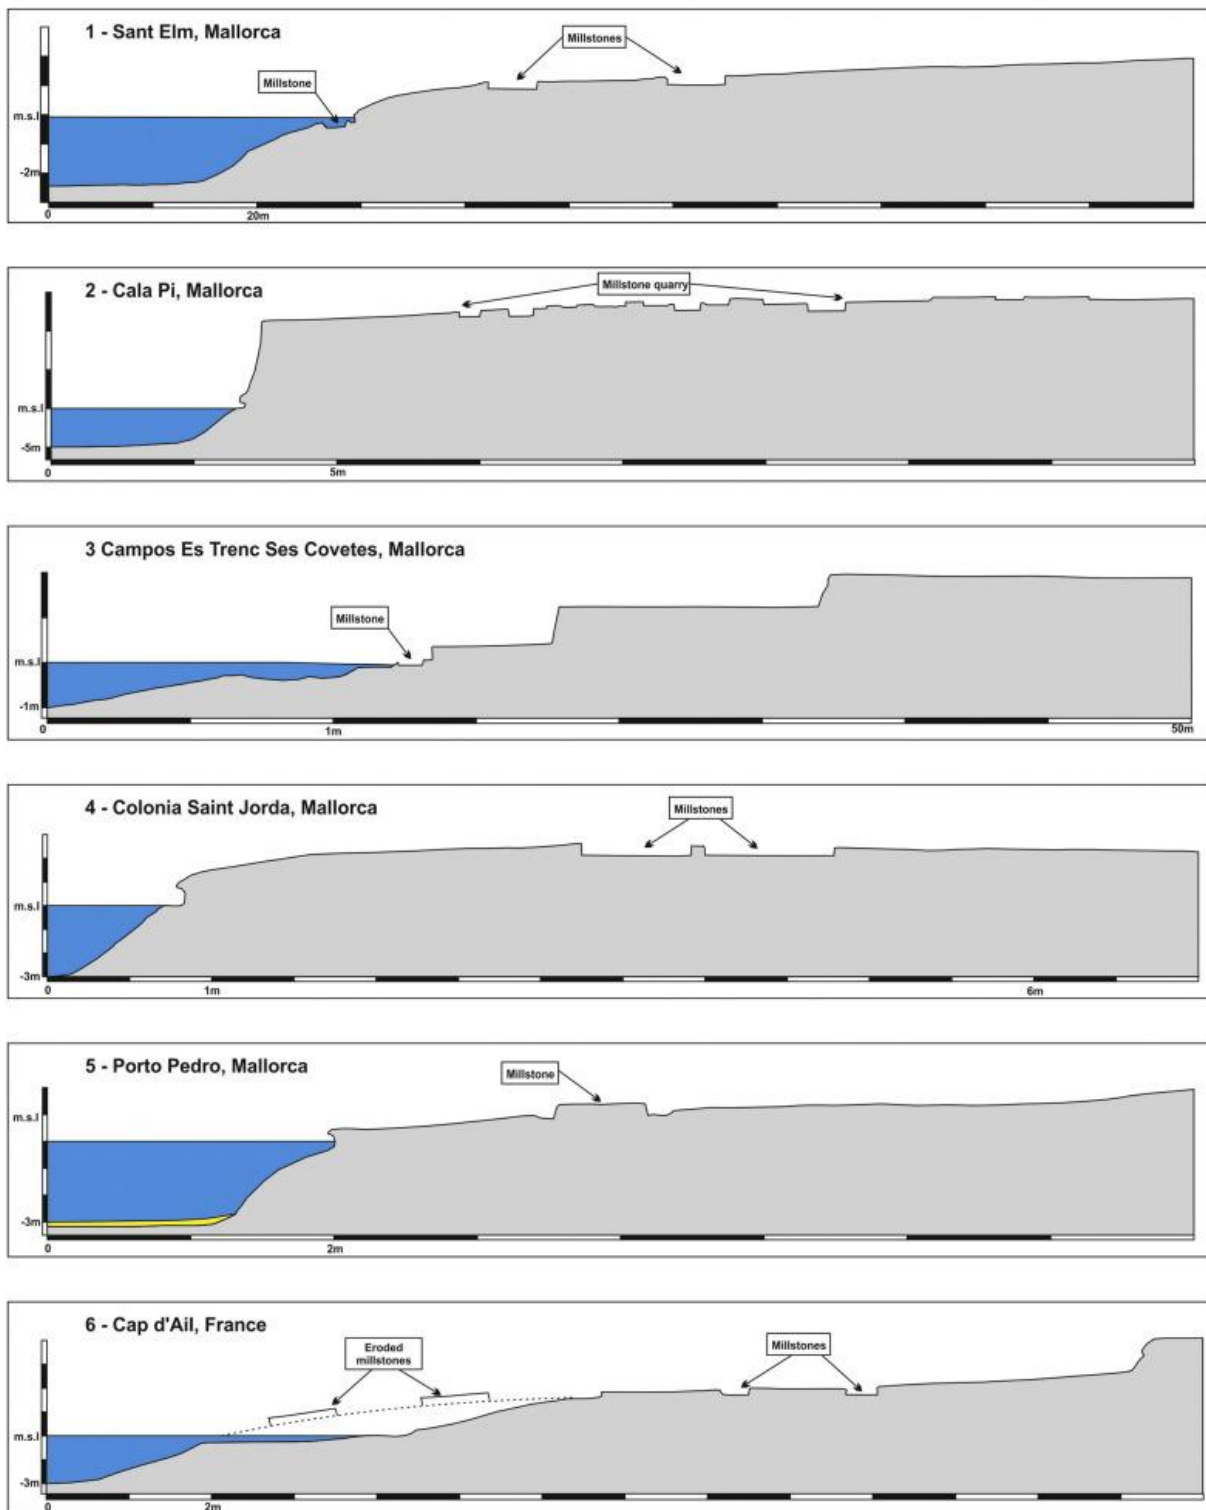 1 - Sant Elm, Mallorca
Millstones
Millstone
m.s.l
-2m
0
20m
2 - Cala Pi, Mallorca
Millstone quarry
m.s.l
-5m
0
5m
3 Campos Es Trenc Ses Covetes, Mallorca
Millstone
m.s.l
-1m
0
1m
50m
4 - Colonia Saint Jorda, Mallorca
Millstones
m.s.l
-3m
0
1m
6m
5 - Porto Pedro, Mallorca
Millstone
m.s.l
-3m
0
2m
6 - Cap d'Ail, France
Eroded
millstones
Millstones
m.s.l
-3m
0
2m